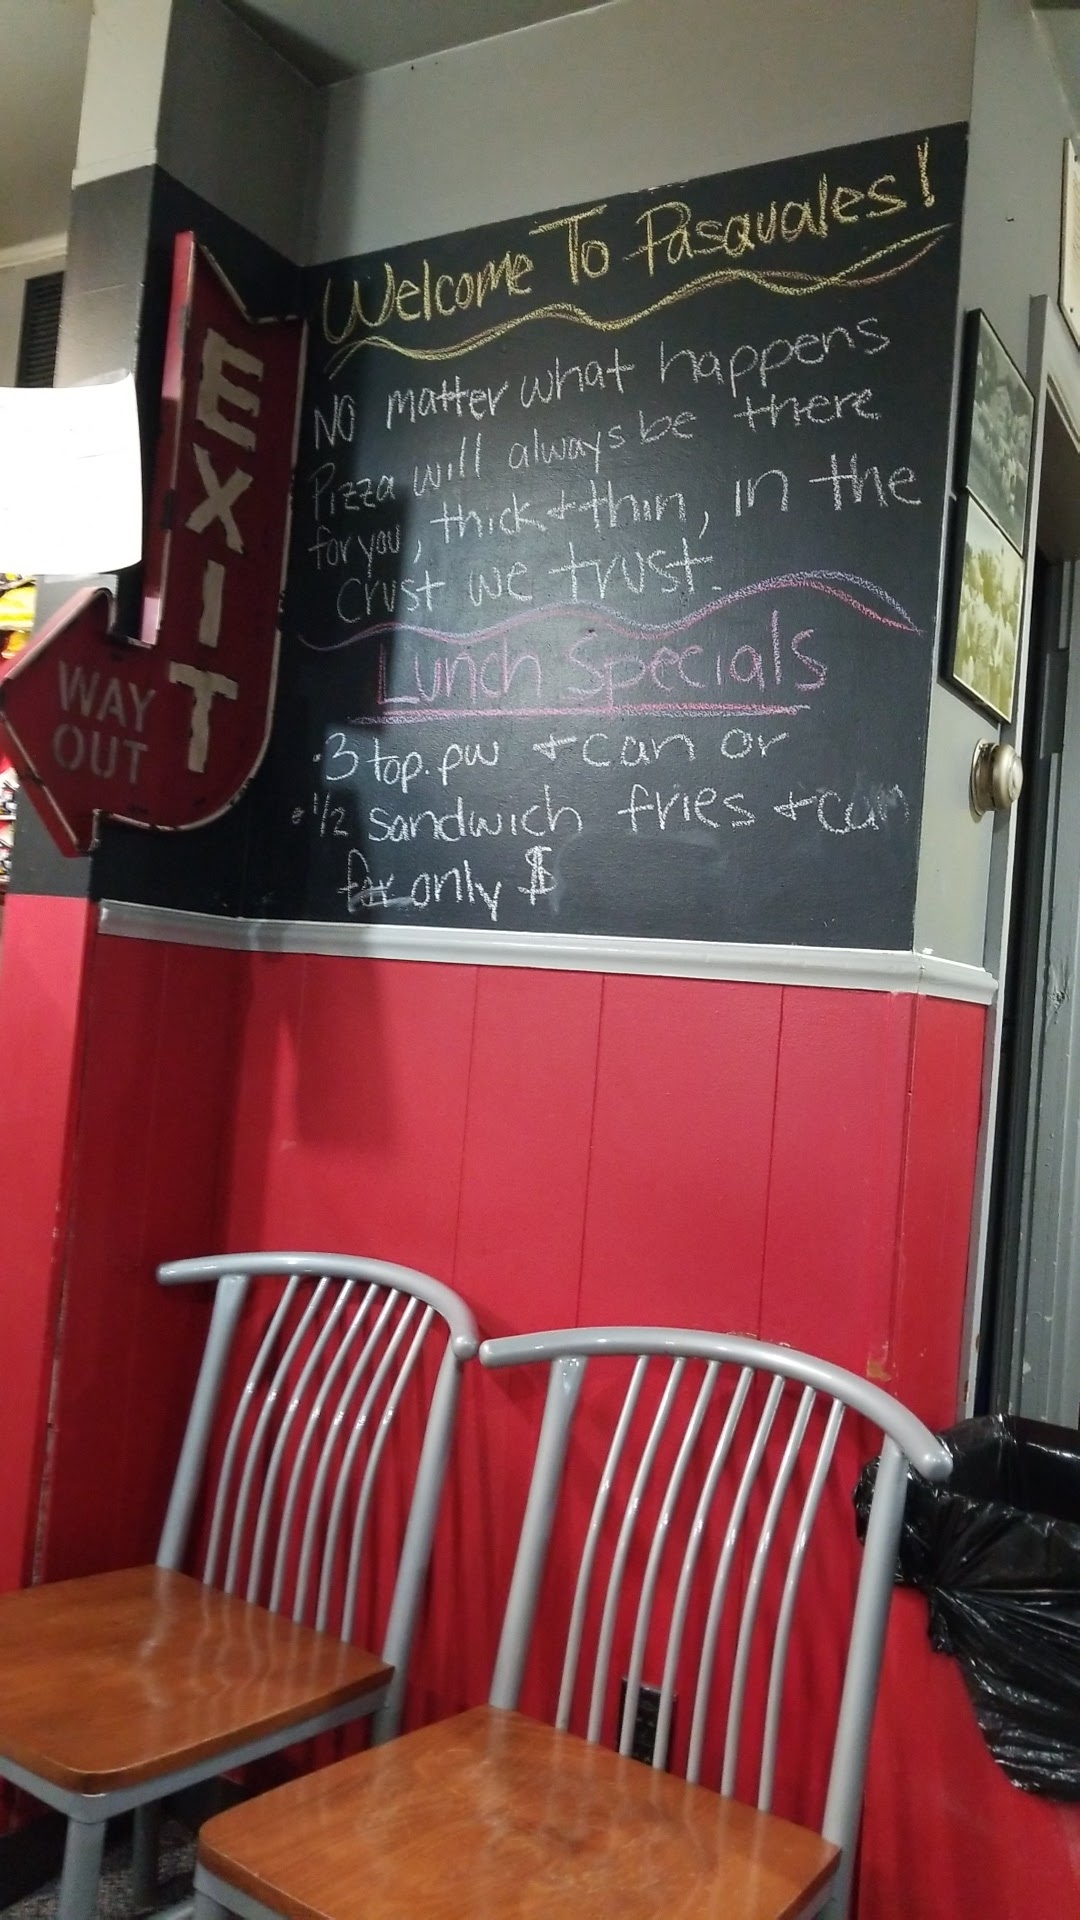 EXIT
WAY
OUT
Welcome To Pasquales!
NO matter what happens
Pizza will always be there
for you, thick + thin, in the
crust we trust.
Lunch Specials
• 3 top. pw + can or
• 1/2 sandwich fries + can
for only $